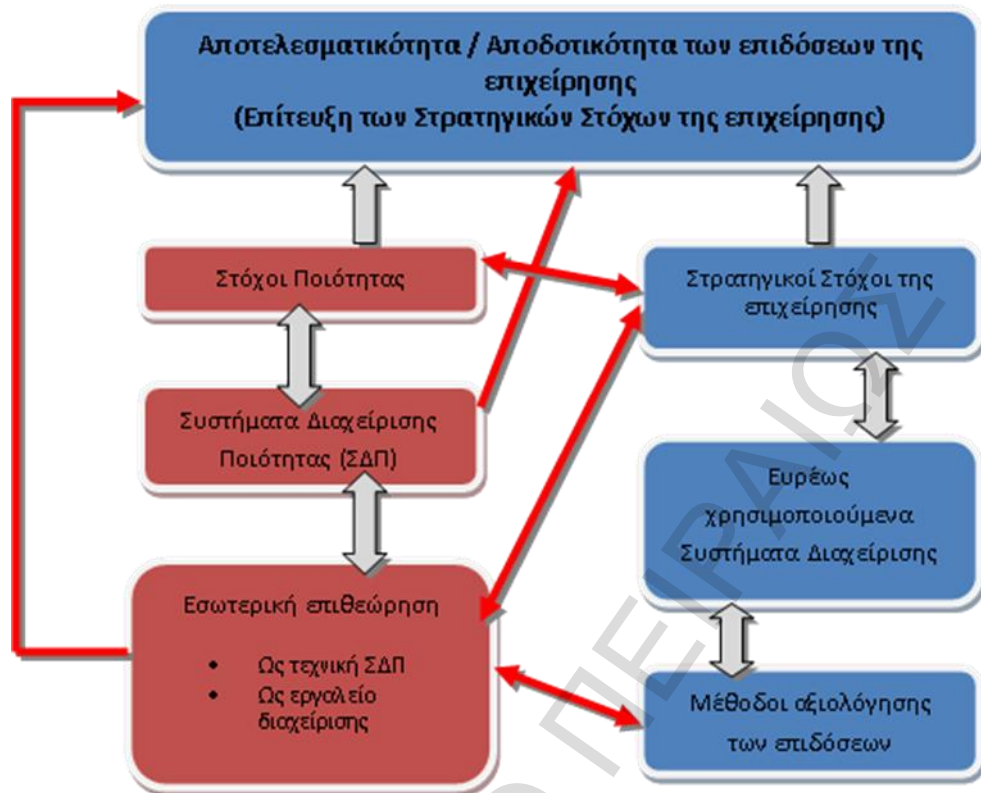 Αποτελεσματικότητα / Αποδοτικότητα των επιδόσεων της
επιχείρησης
(Επίτευξη των Στρατηγικών Στόχων της επιχείρησης)
Στόχοι Ποιότητας
Στρατηγικοί Στόχοι της
επιχείρησης
Συστήματα Διαχείρισης
Ποιότητας (ΣΔΠ)
Ευρέως
χρησιμοποιούμενα
Συστήματα Διαχείρισης
Εσωτερική επιθεώρηση
• Ως τεχνική ΣΔΠ
• Ως εργαλείο
διαχείρισης
Μέθοδοι αξιολόγησης
των επιδόσεων
ΠΕΙΡΑΙΩΣ